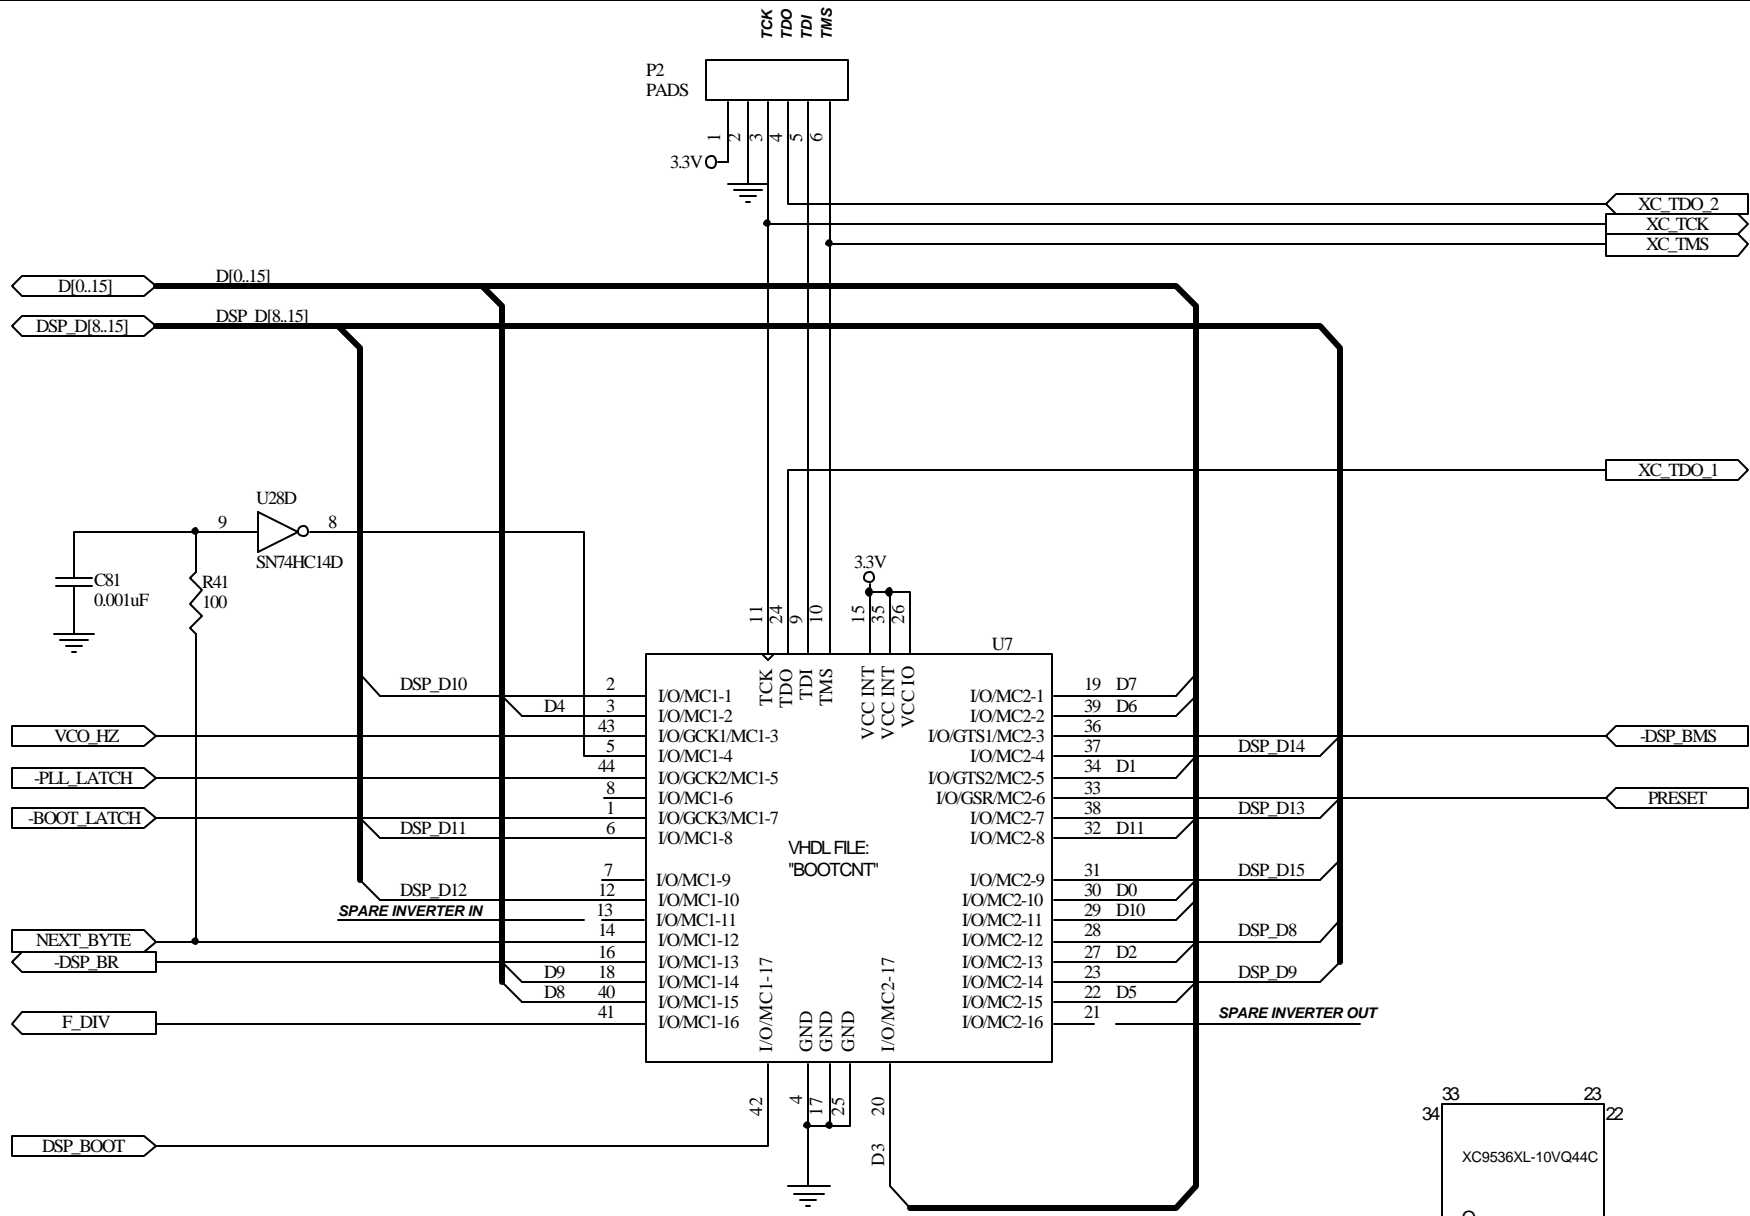 TCK
TDO
TDI
TMS
P2
PADS
1
2
3
4
5
6
3.3V
XC_TDO_2
XC_TCK
XC_TMS
D[0..15]
D[0..15]
DSP_D[8..15]
DSP_D[8..15]
XC_TDO_1
U28D
9
8
SN74HC14D
C81
0.001uF
R41
100
3.3V
11
24
9
10
15
35
26
U7
TCK
TDO
TDI
TMS
VCC INT
VCC INT
VCC IO
DSP_D10 2 I/O/MC1-1
D4 3 I/O/MC1-2
VCO_HZ 43 I/O/GCK1/MC1-3
5 I/O/MC1-4
-PLL_LATCH 44 I/O/GCK2/MC1-5
8 I/O/MC1-6
-BOOT_LATCH 1 I/O/GCK3/MC1-7
DSP_D11 6 I/O/MC1-8
7 I/O/MC1-9
DSP_D12 12 I/O/MC1-10
SPARE INVERTER IN 13 I/O/MC1-11
NEXT_BYTE 14 I/O/MC1-12
-DSP_BR 16 I/O/MC1-13
D9 18 I/O/MC1-14
D8 40 I/O/MC1-15
F_DIV 41 I/O/MC1-16
VHDL FILE:
"BOOTCNT"
I/O/MC2-1 19 D7
I/O/MC2-2 39 D6
I/O/GTS1/MC2-3 36 -DSP_BMS
I/O/MC2-4 37 DSP_D14
I/O/GTS2/MC2-5 34 D1
I/O/GSR/MC2-6 33 PRESET
I/O/MC2-7 38 DSP_D13
I/O/MC2-8 32 D11
I/O/MC2-9 31 DSP_D15
I/O/MC2-10 30 D0
I/O/MC2-11 29 D10
I/O/MC2-12 28 DSP_D8
I/O/MC2-13 27 D2
I/O/MC2-14 23 DSP_D9
I/O/MC2-15 22 D5
I/O/MC2-16 21 SPARE INVERTER OUT
I/O/MC1-17
GND
GND
GND
I/O/MC2-17
42
4
17
25
20
DSP_BOOT
D3
33
23
34
22
XC9536XL-10VQ44C